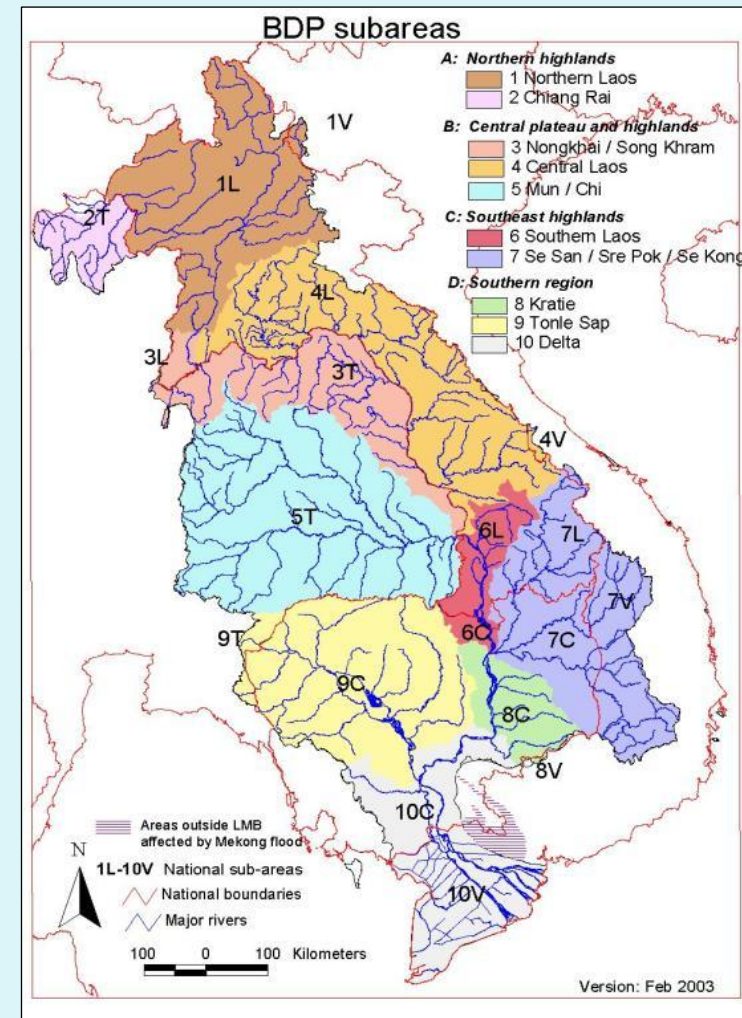 BDP subareas
A: Northern highlands
1 Northern Laos
2 Chiang Rai
B: Central plateau and highlands
3 Nongkhai / Song Khram
4 Central Laos
5 Mun / Chi
C: Southeast highlands
6 Southern Laos
7 Se San / Sre Pok / Se Kong
D: Southern region
8 Kratie
9 Tonle Sap
10 Delta
1V
1L
2T
4L
3L
3T
4V
5T
6L
7L
7V
9T
6C
7C
9C
8C
8V
10C
10V
Areas outside LMB
affected by Mekong flood
N
1L-10V National sub-areas
National boundaries
Major rivers
100 0 100 Kilometers
Version: Feb 2003